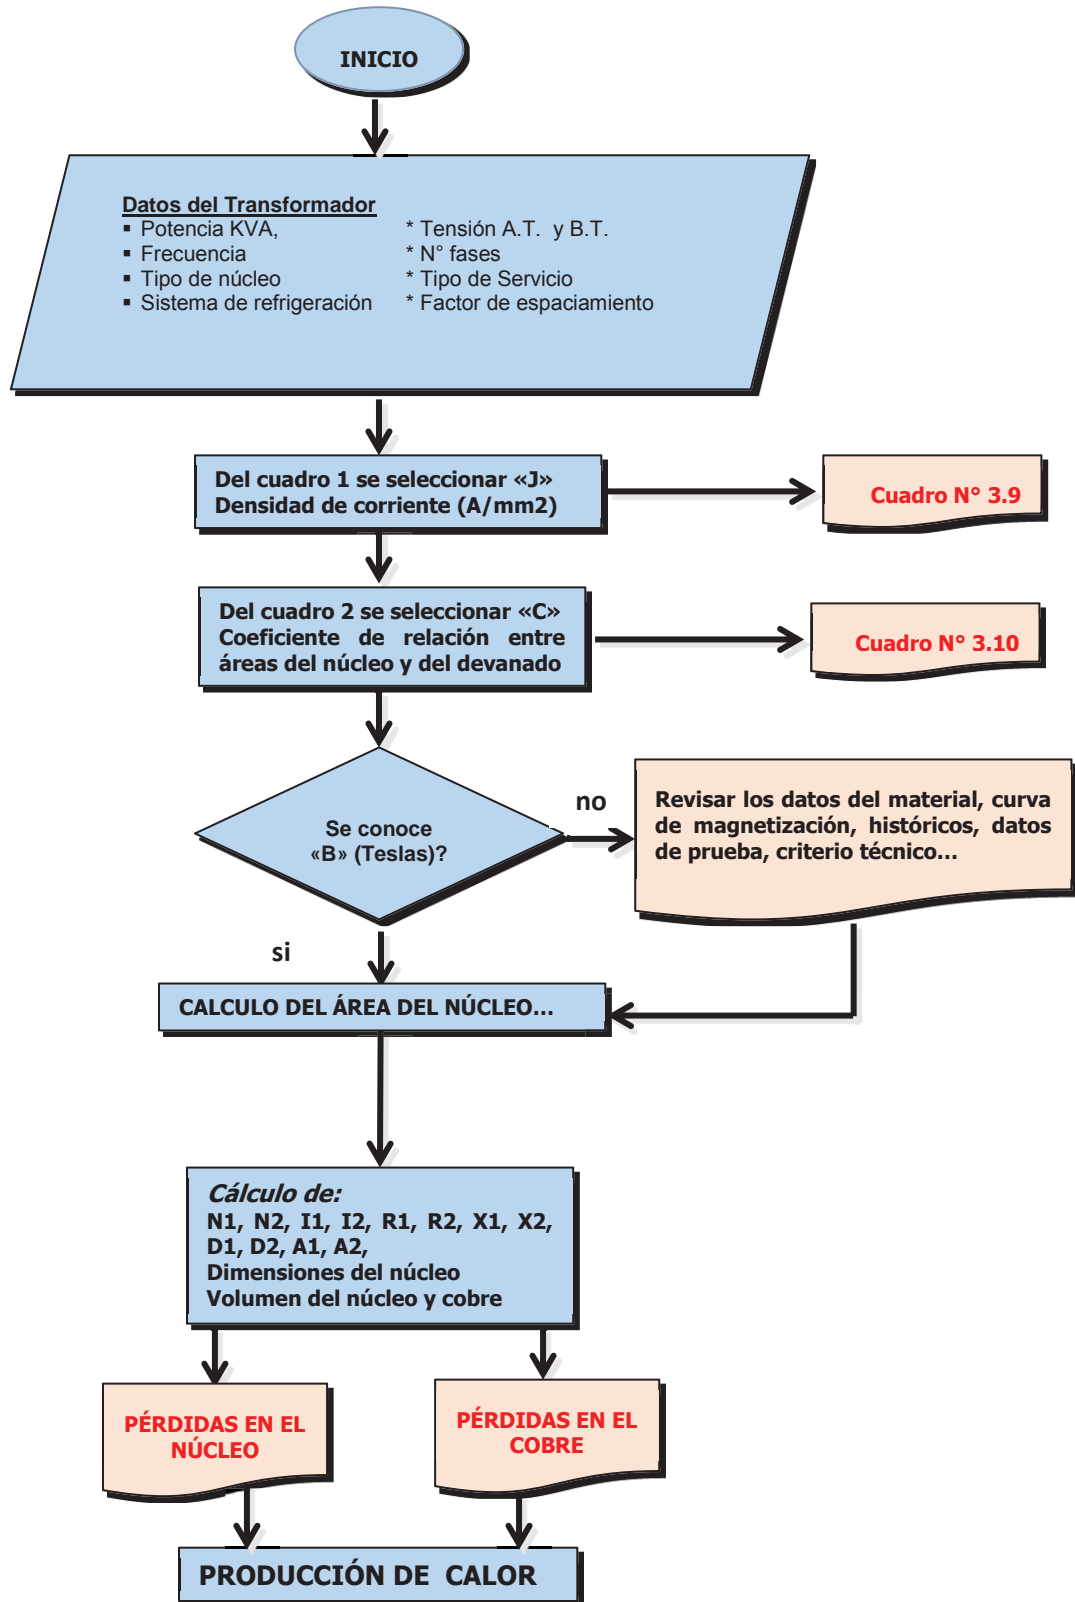 INICIO
Datos del Transformador
▪ Potencia KVA,
* Tensión A.T. y B.T.
▪ Frecuencia
* N° fases
▪ Tipo de núcleo
* Tipo de Servicio
▪ Sistema de refrigeración
* Factor de espaciamiento
Del cuadro 1 se seleccionar «J»
Densidad de corriente (A/mm2)
Cuadro N° 3.9
Del cuadro 2 se seleccionar «C»
Coeficiente de relación entre
áreas del núcleo y del devanado
Cuadro N° 3.10
Se conoce
«B» (Teslas)?
no
Revisar los datos del material, curva
de magnetización, históricos, datos
de prueba, criterio técnico...
si
CALCULO DEL ÁREA DEL NÚCLEO...
Cálculo de:
N1, N2, I1, I2, R1, R2, X1, X2,
D1, D2, A1, A2,
Dimensiones del núcleo
Volumen del núcleo y cobre
PÉRDIDAS EN EL
NÚCLEO
PÉRDIDAS EN EL
COBRE
PRODUCCIÓN DE CALOR